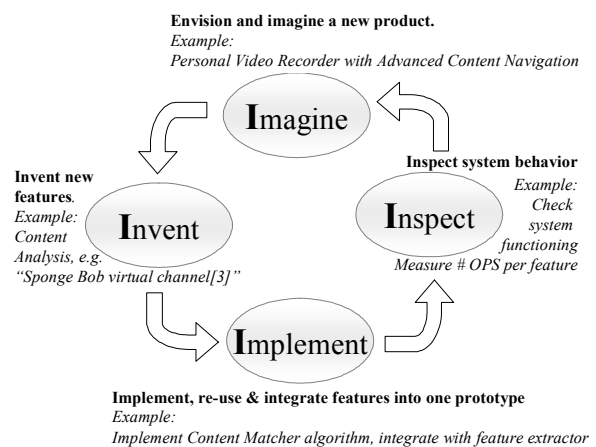 Envision and imagine a new product.
Example:
Personal Video Recorder with Advanced Content Navigation
Imagine
Invent new
features.
Example:
Content
Analysis, e.g.
“Sponge Bob virtual channel[3]”
Invent
Inspect system behavior
Example:
Check
system
functioning
Measure # OPS per feature
Inspect
Implement
Implement, re-use & integrate features into one prototype
Example:
Implement Content Matcher algorithm, integrate with feature extractor